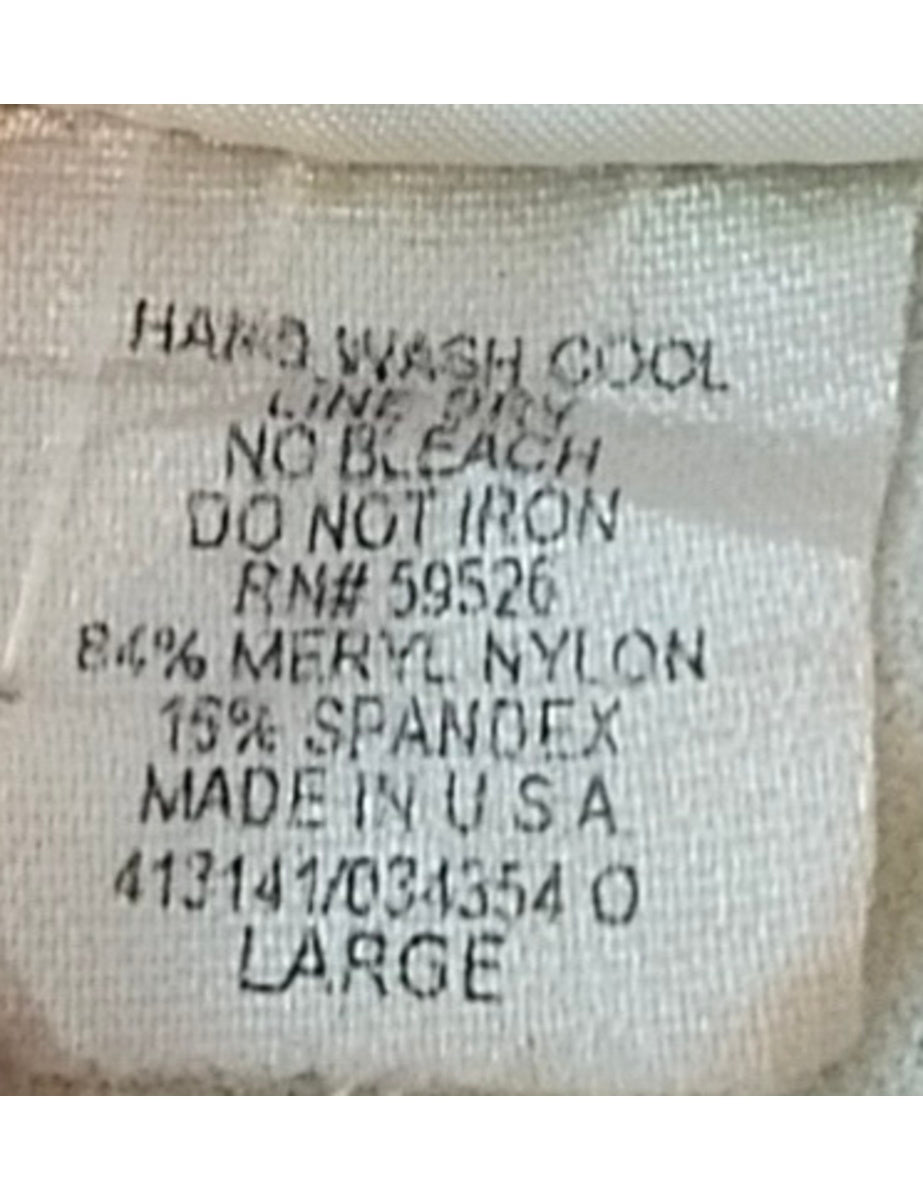 HAND WASH COOL
LINE DRY
NO BLEACH
DO NOT IRON
RN# 59526
84% MERYL NYLON
16% SPANDEX
MADE IN U S A
413141/034354 O
LARGE